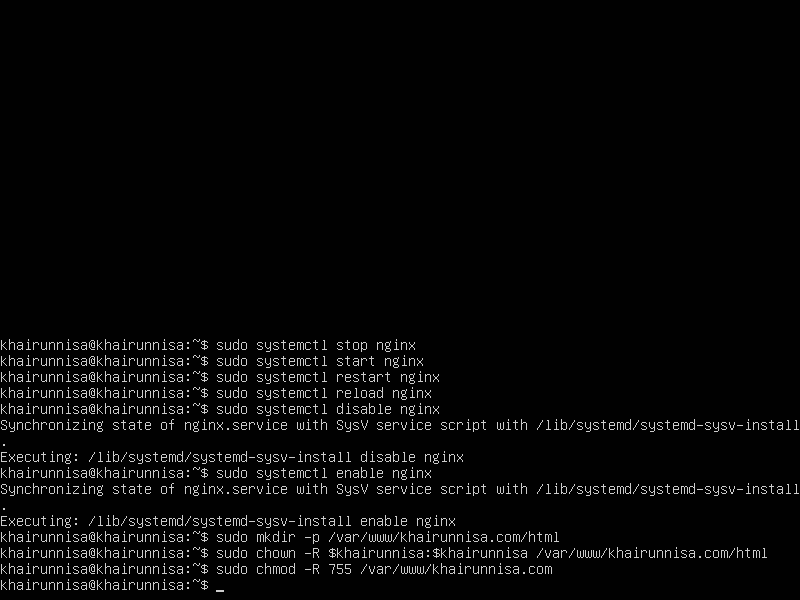 khairunnisa@khairunnisa:~$ sudo systemctl stop nginx
khairunnisa@khairunnisa:~$ sudo systemctl start nginx
khairunnisa@khairunnisa:~$ sudo systemctl restart nginx
khairunnisa@khairunnisa:~$ sudo systemctl reload nginx
khairunnisa@khairunnisa:~$ sudo systemctl disable nginx
Synchronizing state of nginx.service with SysV service script with /lib/systemd/systemd-sysv-install
.
Executing: /lib/systemd/systemd-sysv-install disable nginx
khairunnisa@khairunnisa:~$ sudo systemctl enable nginx
Synchronizing state of nginx.service with SysV service script with /lib/systemd/systemd-sysv-install
.
Executing: /lib/systemd/systemd-sysv-install enable nginx
khairunnisa@khairunnisa:~$ sudo mkdir -p /var/www/khairunnisa.com/html
khairunnisa@khairunnisa:~$ sudo chown -R $khairunnisa:$khairunnisa /var/www/khairunnisa.com/html
khairunnisa@khairunnisa:~$ sudo chmod -R 755 /var/www/khairunnisa.com
khairunnisa@khairunnisa:~$ _